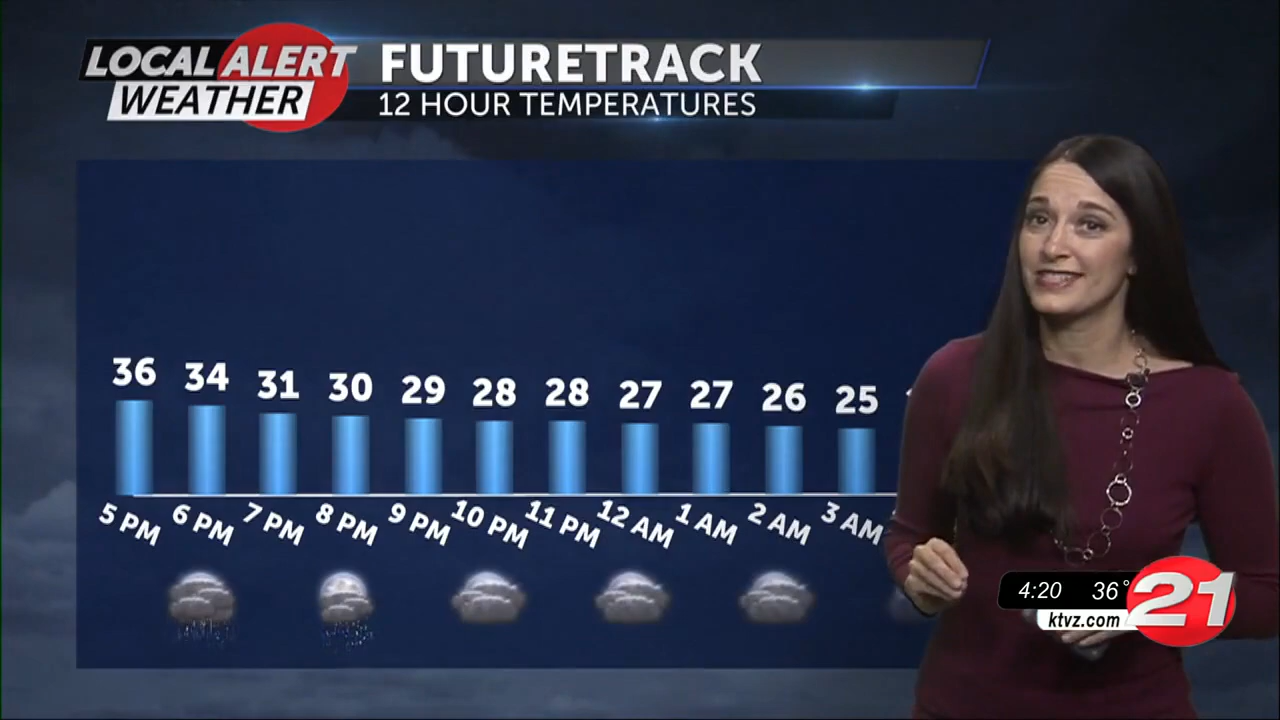 LOCAL ALERT
WEATHER
FUTURETRACK
12 HOUR TEMPERATURES
36 34 31 30 29 28 28 27 27 26 25
5 PM 6 PM 7 PM 8 PM 9 PM 10 PM 11 PM 12 AM 1 AM 2 AM 3 AM
4:20 36°
ktvz.com
21